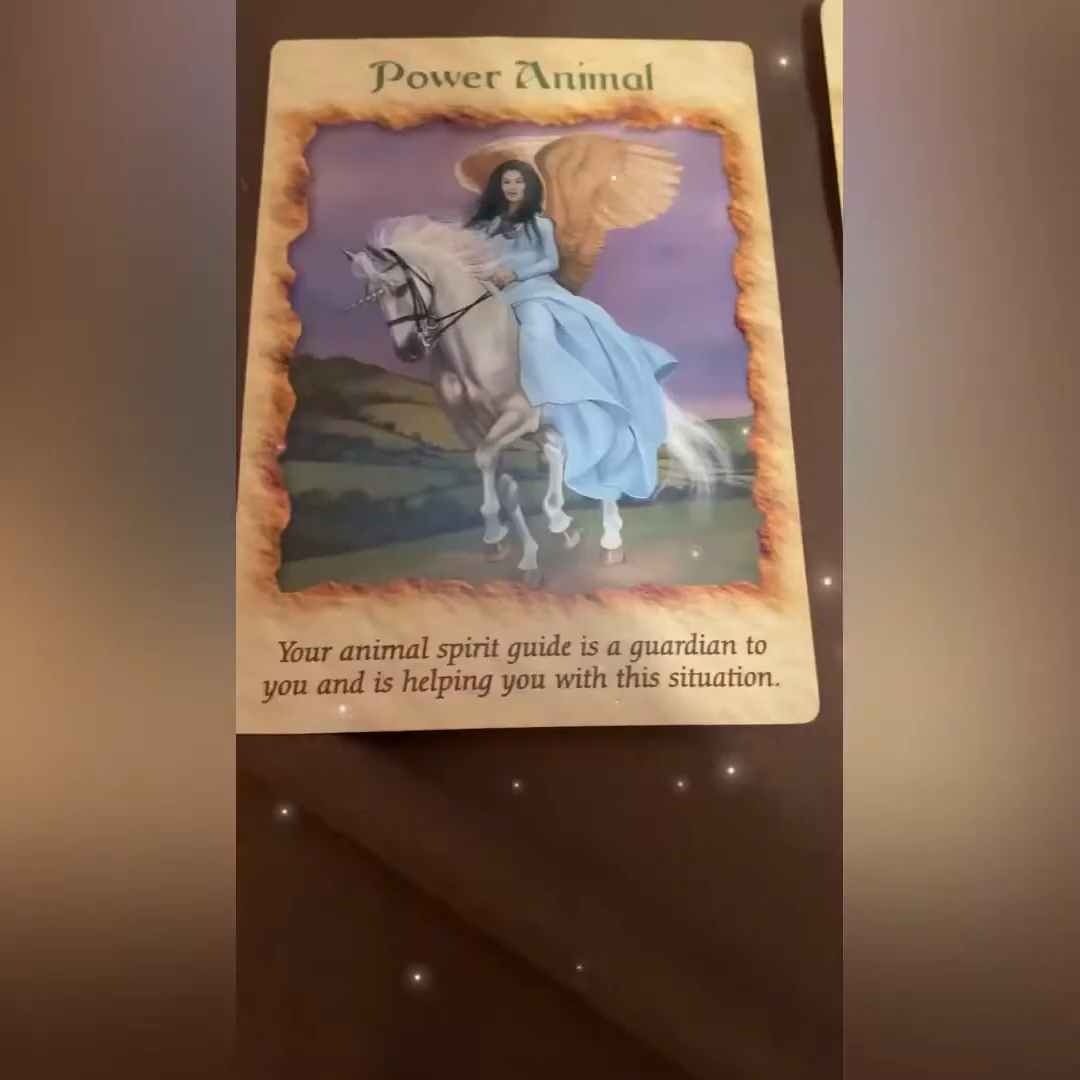 Power Animal
Your animal spirit guide is a guardian to
you and is helping you with this situation.